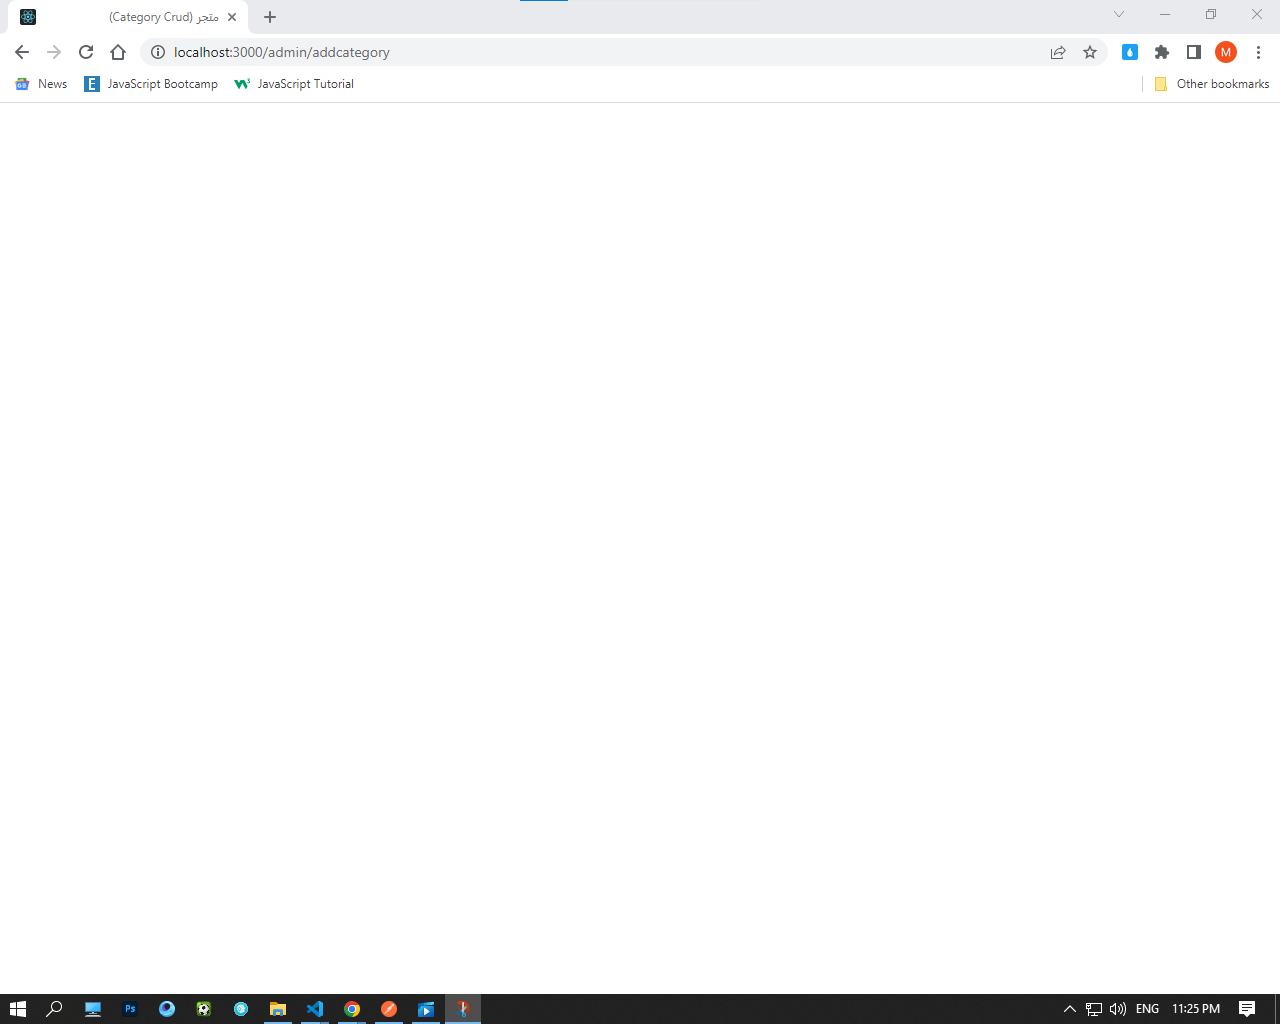 متجر (Category Crud)
localhost:3000/admin/addcategory
M
News
JavaScript Bootcamp
JavaScript Tutorial
Other bookmarks
Ps
ENG
11:25 PM